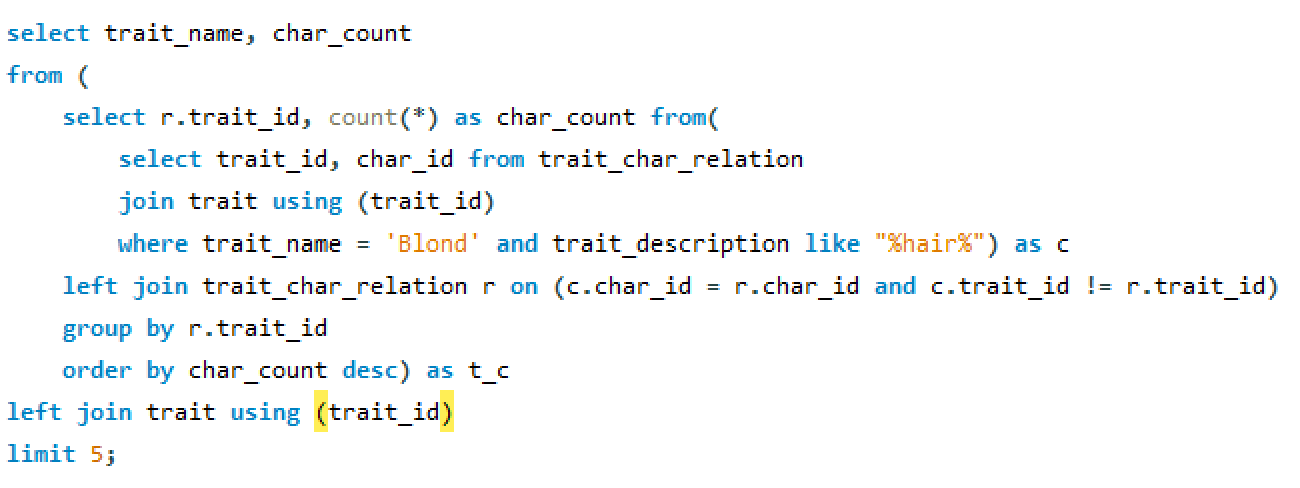 select trait_name, char_count
from (
    select r.trait_id, count(*) as char_count from(
        select trait_id, char_id from trait_char_relation
        join trait using (trait_id)
        where trait_name = 'Blond' and trait_description like "%hair%") as c
    left join trait_char_relation r on (c.char_id = r.char_id and c.trait_id != r.trait_id)
    group by r.trait_id
    order by char_count desc) as t_c
left join trait using (trait_id)
limit 5;